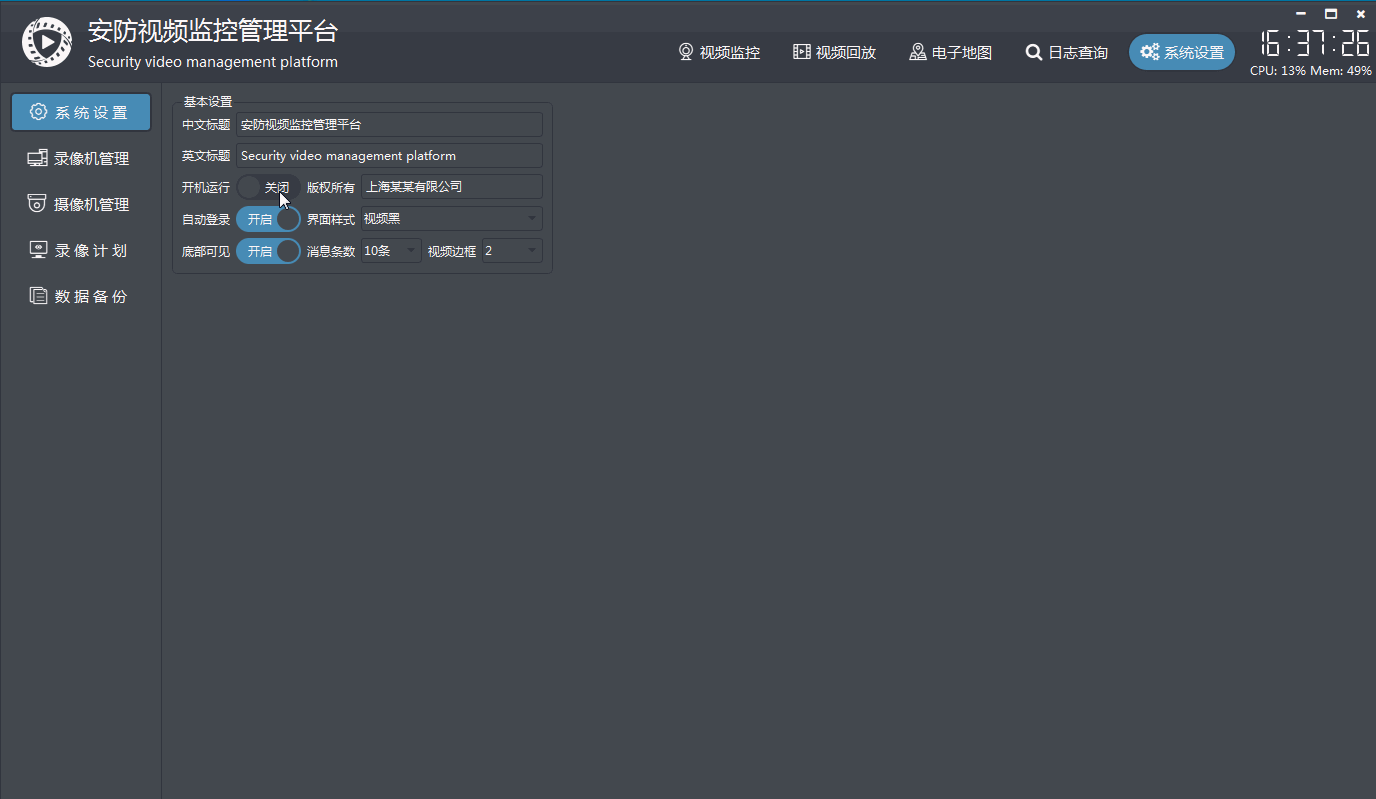 安防视频监控管理平台
Security video management platform
视频监控 视频回放 电子地图 日志查询 系统设置
16:37:26
CPU: 13% Mem: 49%
系统设置
录像机管理
摄像机管理
录像计划
数据备份
基本设置
中文标题 安防视频监控管理平台
英文标题 Security video management platform
开机运行 关闭 版权所有 上海某某有限公司
自动登录 开启 界面样式 视频黑
底部可见 开启 消息条数 10条 视频边框 2